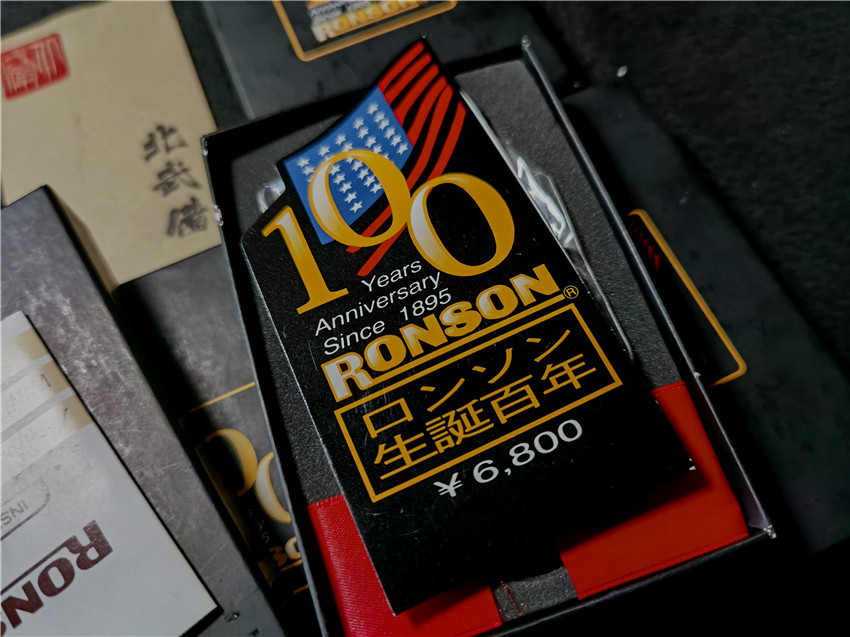 北武備
RONSON
100
Years
Anniversary
Since 1895
RONSON®
ロンソン
生誕百年
¥6,800
RONSON